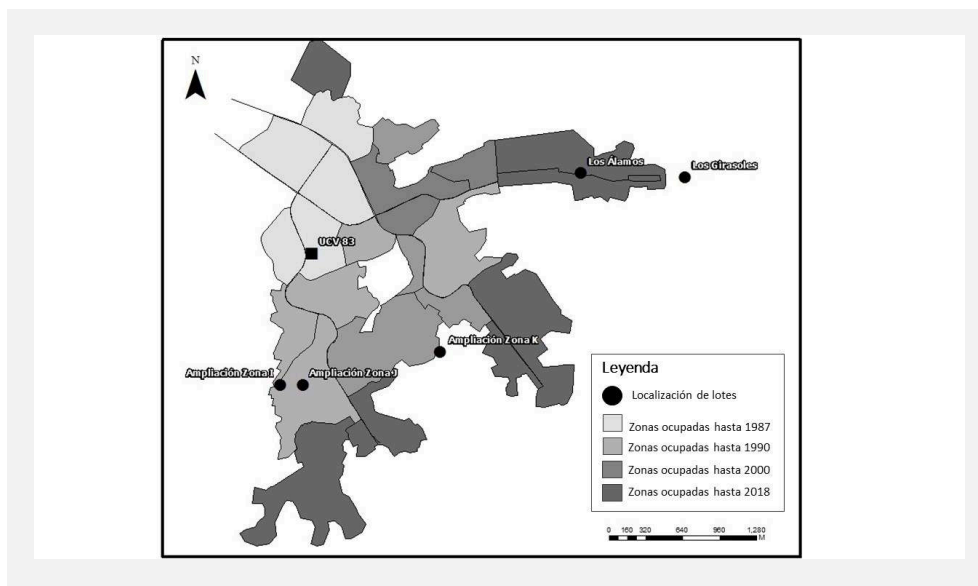 N
Los Álamos
Los Girasoles
UCV 83
Ampliación Zona K
Ampliación Zona I
Ampliación Zona J
Leyenda
Localización de lotes
Zonas ocupadas hasta 1987
Zonas ocupadas hasta 1990
Zonas ocupadas hasta 2000
Zonas ocupadas hasta 2018
0 160 320 640 960 1,280
M